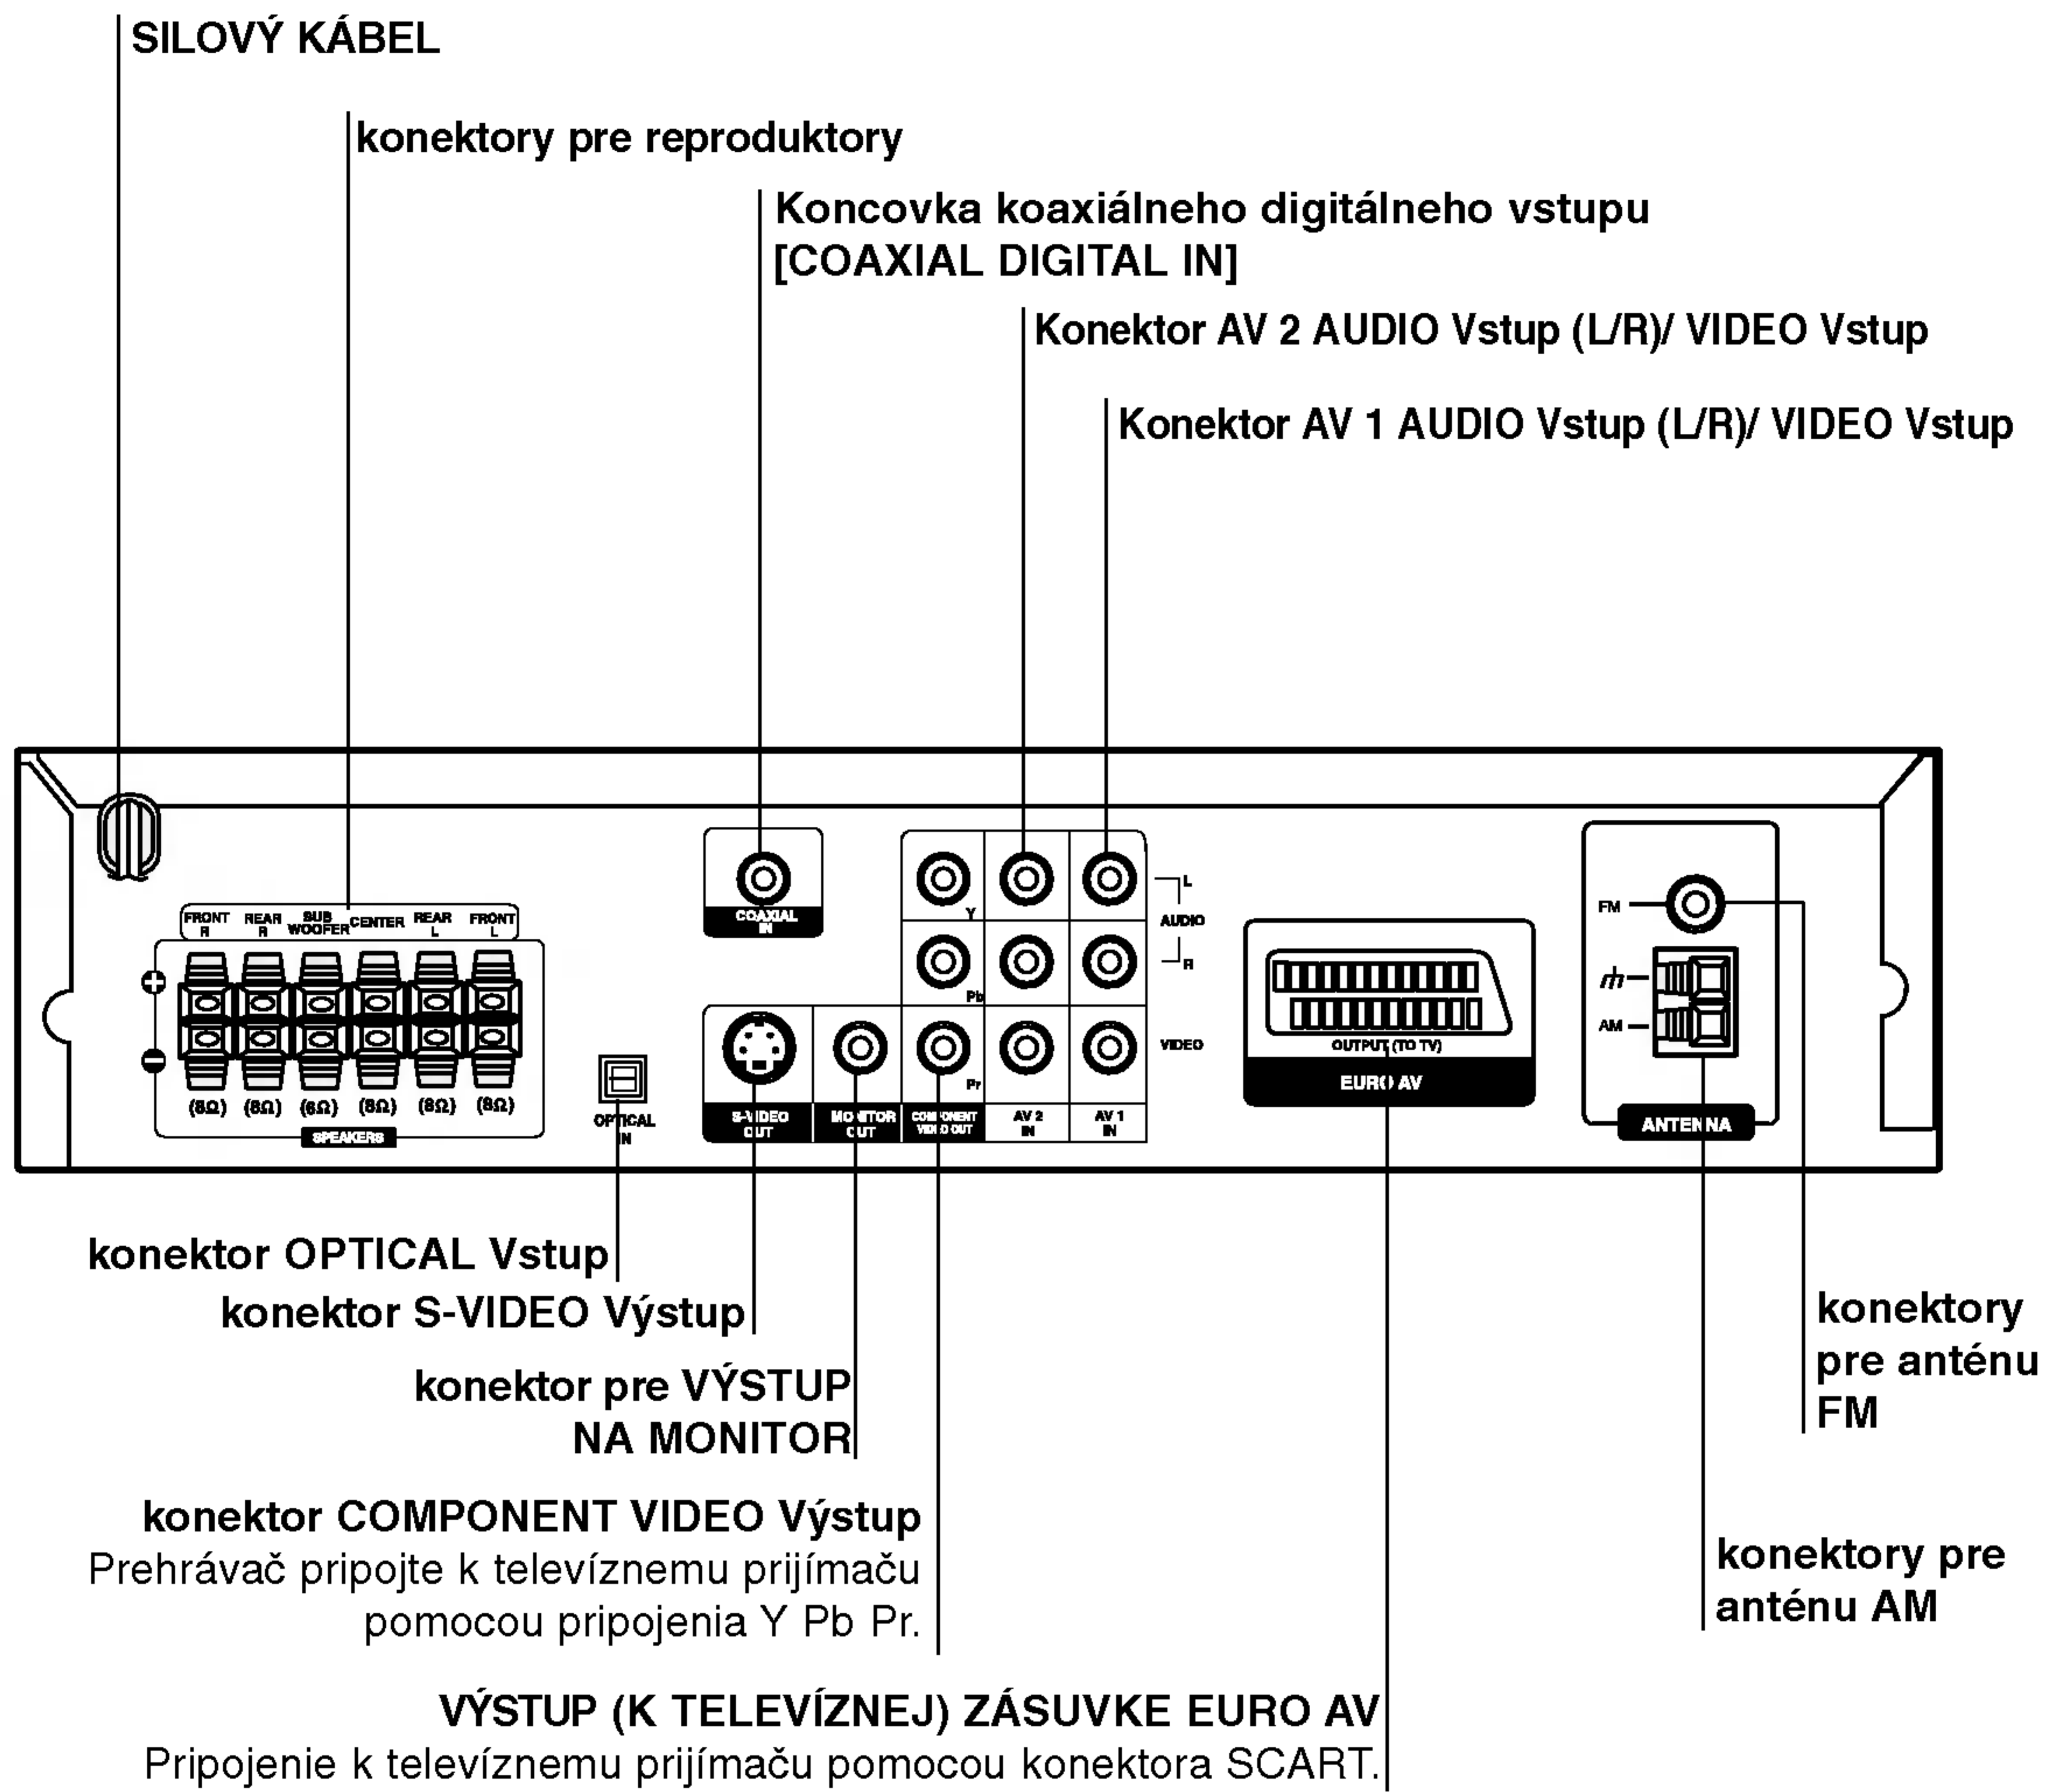 SILOVÝ KÁBEL
konektory pre reproduktory
Koncovka koaxiálneho digitálneho vstupu
[COAXIAL DIGITAL IN]
Konektor AV 2 AUDIO Vstup (L/R)/ VIDEO Vstup
Konektor AV 1 AUDIO Vstup (L/R)/ VIDEO Vstup
FRONT R
REAR R
SUB WOOFER
CENTER
REAR L
FRONT L
(8Ω) (8Ω) (6Ω) (8Ω) (8Ω) (8Ω)
SPEAKERS
OPTICAL
IN
COAXIAL
IN
Y
Pb
Pr
L
AUDIO
R
VIDEO
S-VIDEO
OUT
MONITOR
OUT
COMPONENT
VIDEO OUT
AV 2
IN
AV 1
IN
OUTPUT (TO TV)
EURO AV
FM
AM
ANTENNA
konektor OPTICAL Vstup
konektor S-VIDEO Výstup
konektor pre VÝSTUP
NA MONITOR
konektor COMPONENT VIDEO Výstup
Prehrávač pripojte k televíznemu prijímaču
pomocou pripojenia Y Pb Pr.
VÝSTUP (K TELEVÍZNEJ) ZÁSUVKE EURO AV
Pripojenie k televíznemu prijímaču pomocou konektora SCART.
konektory
pre anténu
FM
konektory pre
anténu AM